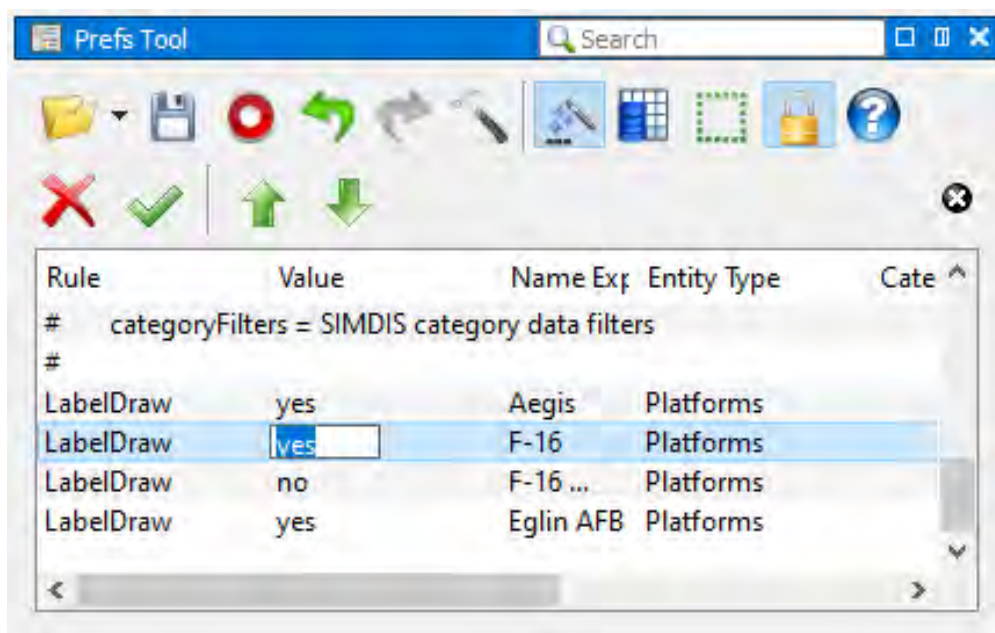 Prefs Tool Search
Rule Value Name Exp Entity Type Cate
# categoryFilters = SIMDIS category data filters
#
LabelDraw yes Aegis Platforms
LabelDraw yes F-16 Platforms
LabelDraw no F-16 ... Platforms
LabelDraw yes Eglin AFB Platforms